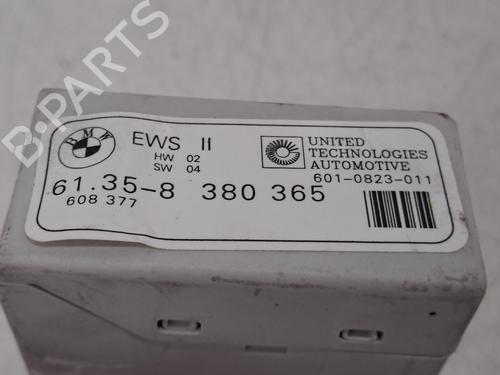 BMW
EWS II
HW 02
SW 04
UNITED
TECHNOLOGIES
AUTOMOTIVE
601-0823-011
61.35-8 380 365
608 377
B-PARTS